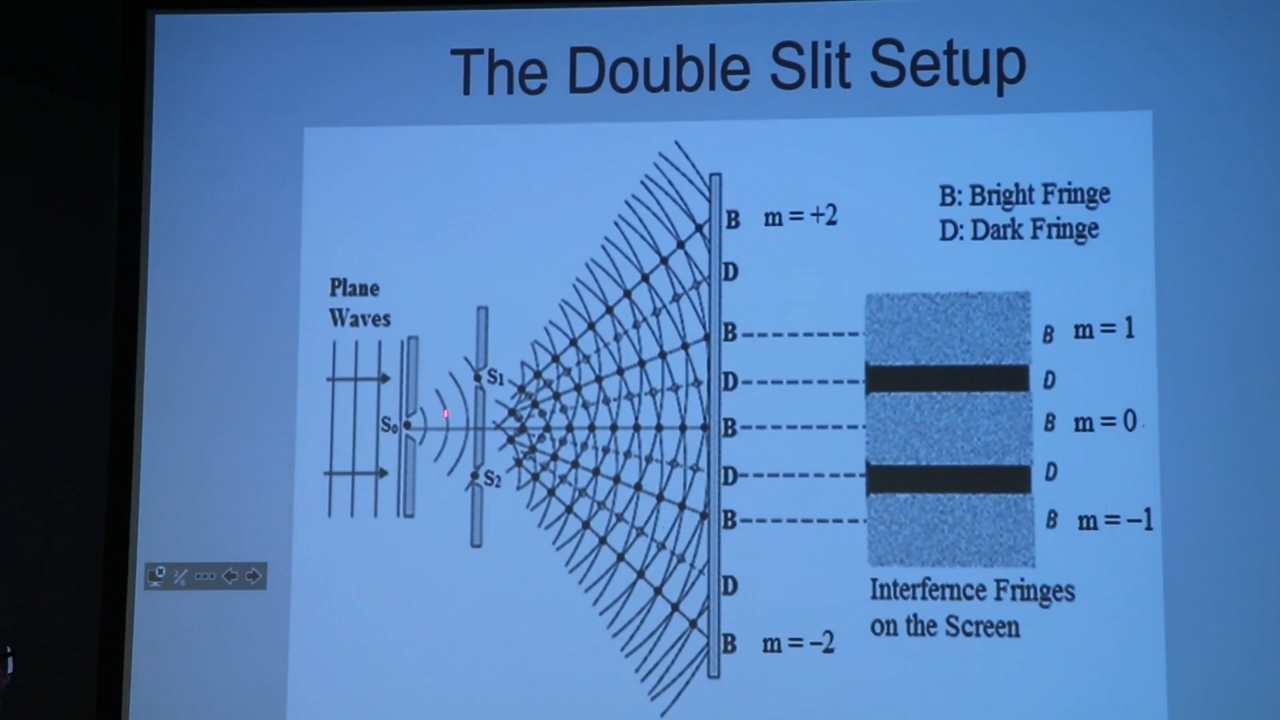 The Double Slit Setup
B: Bright Fringe
D: Dark Fringe
Plane
Waves
S₀
S₁
S₂
B m = +2
D
B
D
B
D
B
D
B m = −2
B m = 1
D
B m = 0
D
B m = −1
Interfernce Fringes
on the Screen